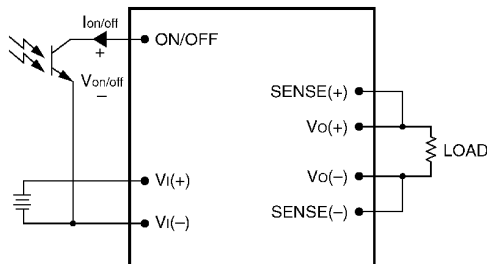 Ion/off
+
ON/OFF
Von/off
–
SENSE(+)
VO(+)
LOAD
VO(–)
SENSE(–)
VI(+)
VI(–)